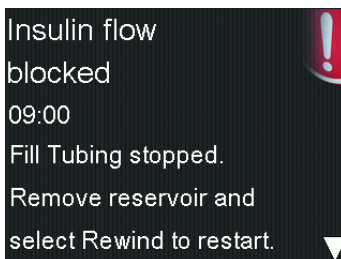 Insulin flow
blocked
09:00
Fill Tubing stopped.
Remove reservoir and
select Rewind to restart.